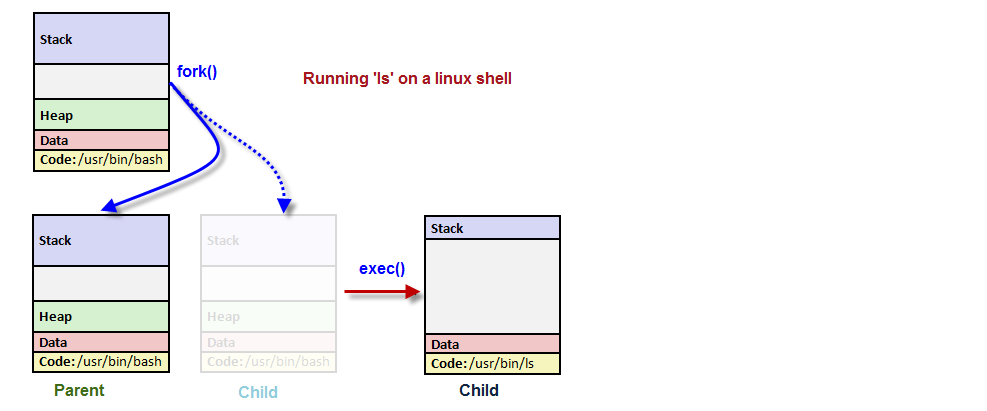 Stack
fork()
Running 'ls' on a linux shell
Heap
Data
Code:/usr/bin/bash
Stack
Heap
Data
Code:/usr/bin/bash
Parent
Stack
Heap
Data
Code:/usr/bin/bash
Child
exec()
Stack
Data
Code:/usr/bin/ls
Child